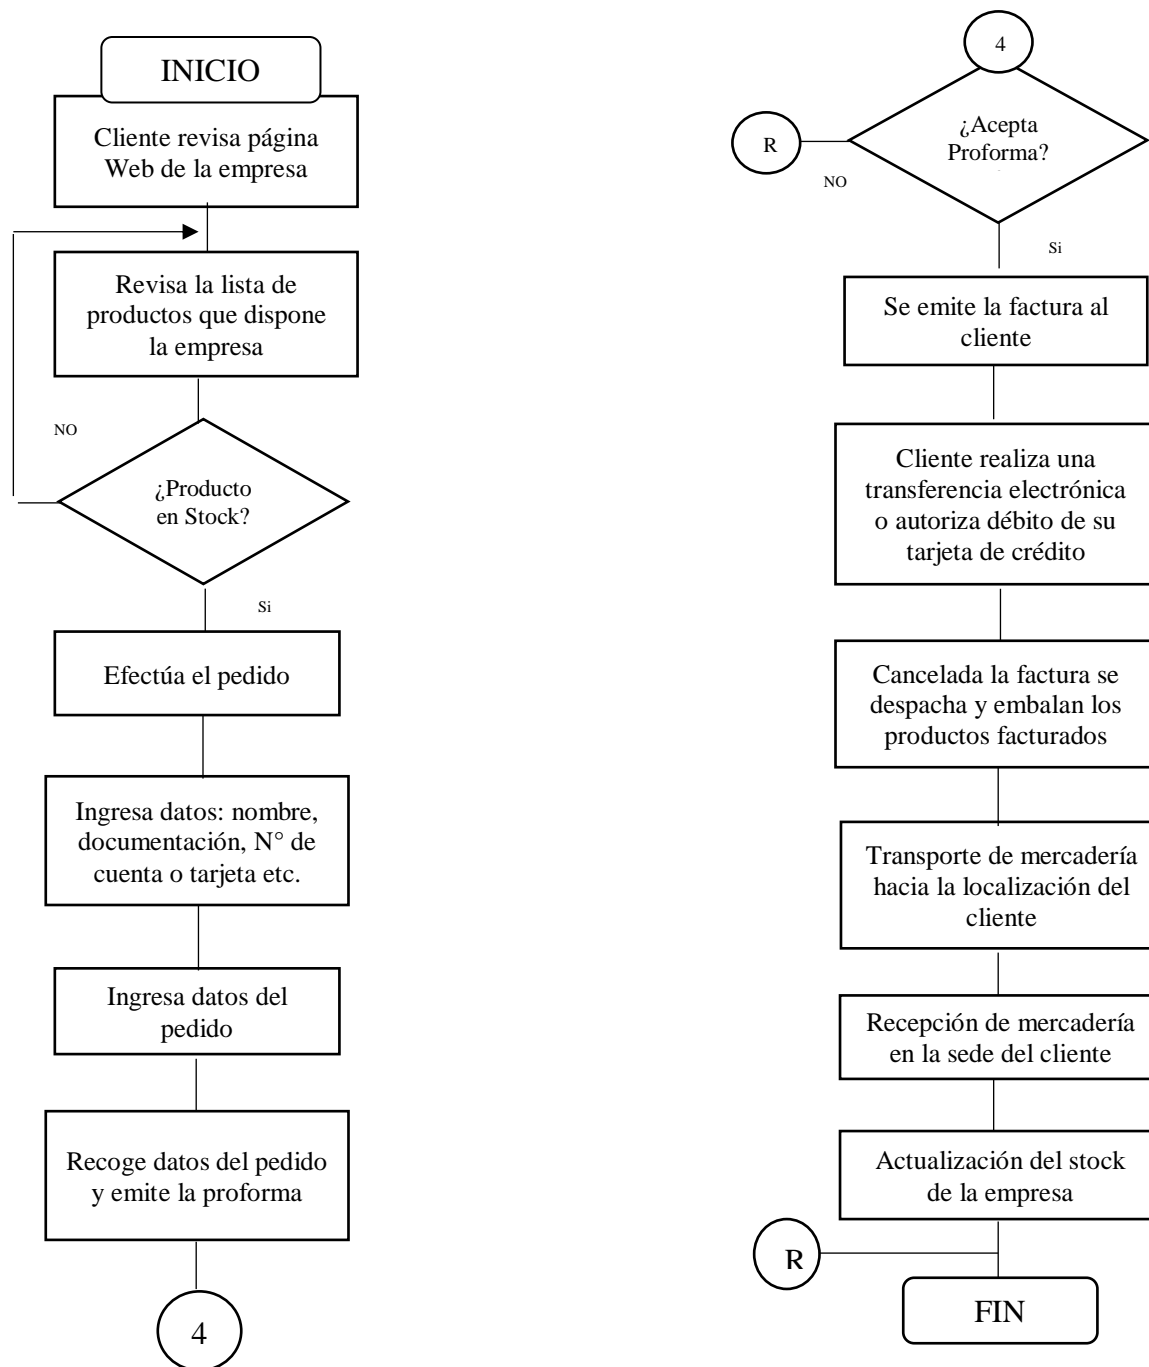 INICIO
Cliente revisa página
Web de la empresa
Revisa la lista de
productos que dispone
la empresa
NO
¿Producto
en Stock?
Si
Efectúa el pedido
Ingresa datos: nombre,
documentación, N° de
cuenta o tarjeta etc.
Ingresa datos del
pedido
Recoge datos del pedido
y emite la proforma
4
4
¿Acepta
Proforma?
R
NO
Si
Se emite la factura al
cliente
Cliente realiza una
transferencia electrónica
o autoriza débito de su
tarjeta de crédito
Cancelada la factura se
despacha y embalan los
productos facturados
Transporte de mercadería
hacia la localización del
cliente
Recepción de mercadería
en la sede del cliente
Actualización del stock
de la empresa
R
FIN